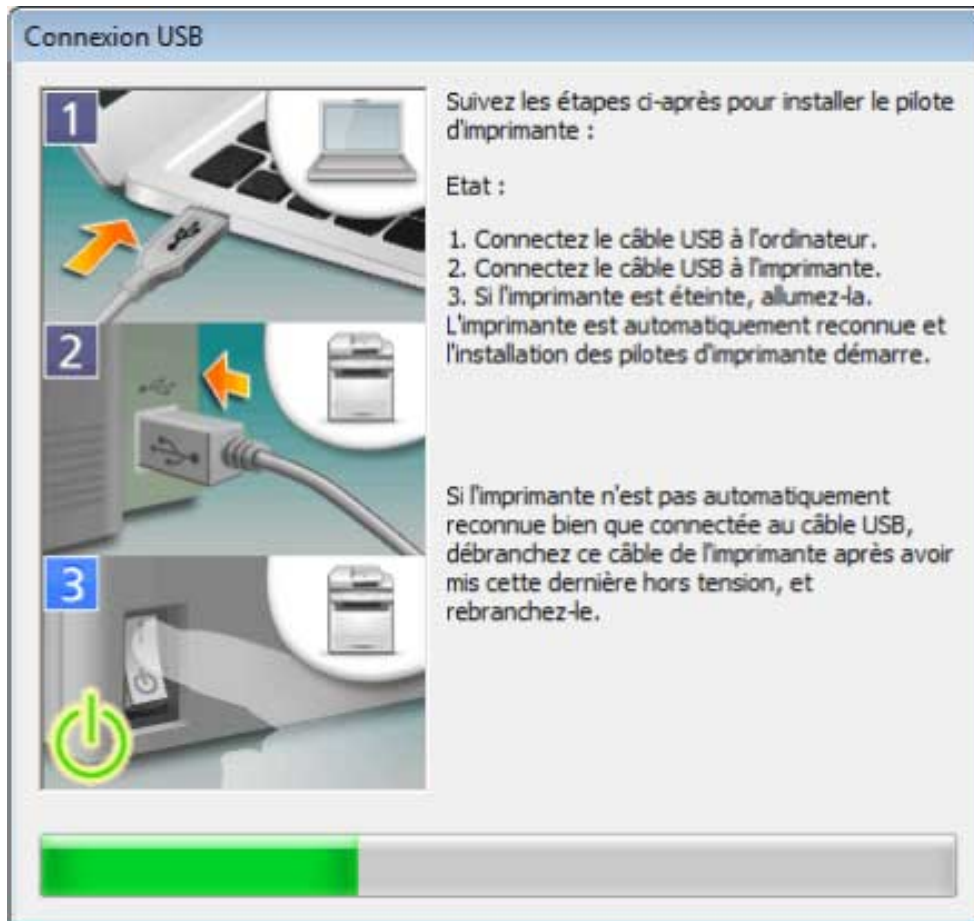 Connexion USB
1
Suivez les étapes ci-après pour installer le pilote
d'imprimante :
Etat :
1. Connectez le câble USB à l'ordinateur.
2. Connectez le câble USB à l'imprimante.
3. Si l'imprimante est éteinte, allumez-la.
L'imprimante est automatiquement reconnue et
l'installation des pilotes d'imprimante démarre.
2
Si l'imprimante n'est pas automatiquement
reconnue bien que connectée au câble USB,
débranchez ce câble de l'imprimante après avoir
mis cette dernière hors tension, et
rebranchez-le.
3